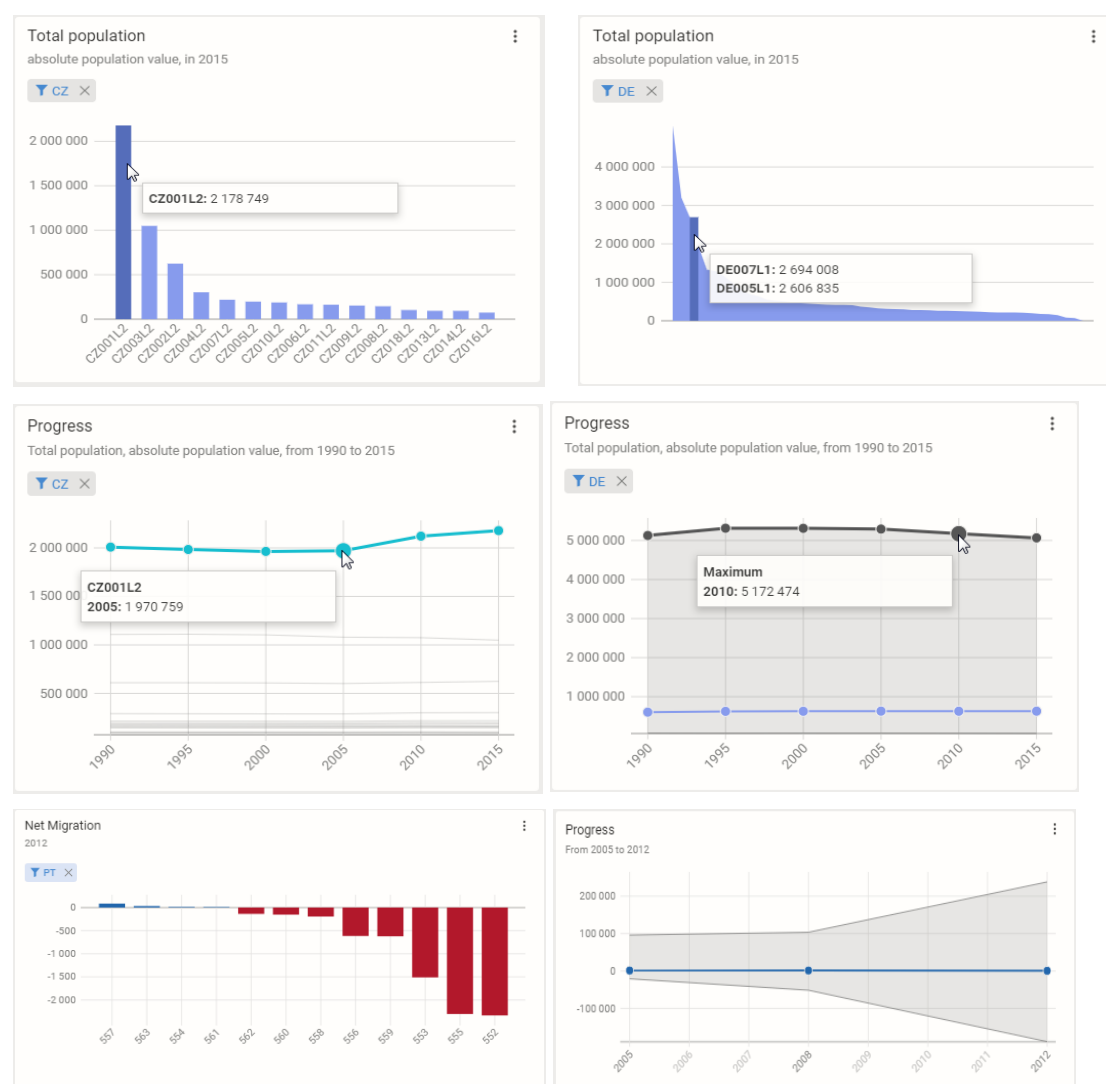 Total population
absolute population value, in 2015
CZ
2 000 000
1 500 000
1 000 000
500 000
0
CZ001L2: 2 178 749
CZ001L2
CZ003L2
CZ002L2
CZ004L2
CZ007L2
CZ005L2
CZ010L2
CZ006L2
CZ011L2
CZ009L2
CZ008L2
CZ018L2
CZ013L2
CZ014L2
CZ016L2
Total population
absolute population value, in 2015
DE
4 000 000
3 000 000
2 000 000
1 000 000
0
DE007L1: 2 694 008
DE005L1: 2 606 835
Progress
Total population, absolute population value, from 1990 to 2015
CZ
2 000 000
1 500 00
1 000 000
500 000
CZ001L2
2005: 1 970 759
1990
1995
2000
2005
2010
2015
Progress
Total population, absolute population value, from 1990 to 2015
DE
5 000 000
4 000 000
3 000 000
2 000 000
1 000 000
Maximum
2010: 5 172 474
1990
1995
2000
2005
2010
2015
Net Migration
2012
PT
0
-500
-1 000
-1 500
-2 000
557
563
554
561
562
560
558
556
559
553
555
552
Progress
From 2005 to 2012
200 000
100 000
0
-100 000
2005
2006
2007
2008
2009
2010
2011
2012